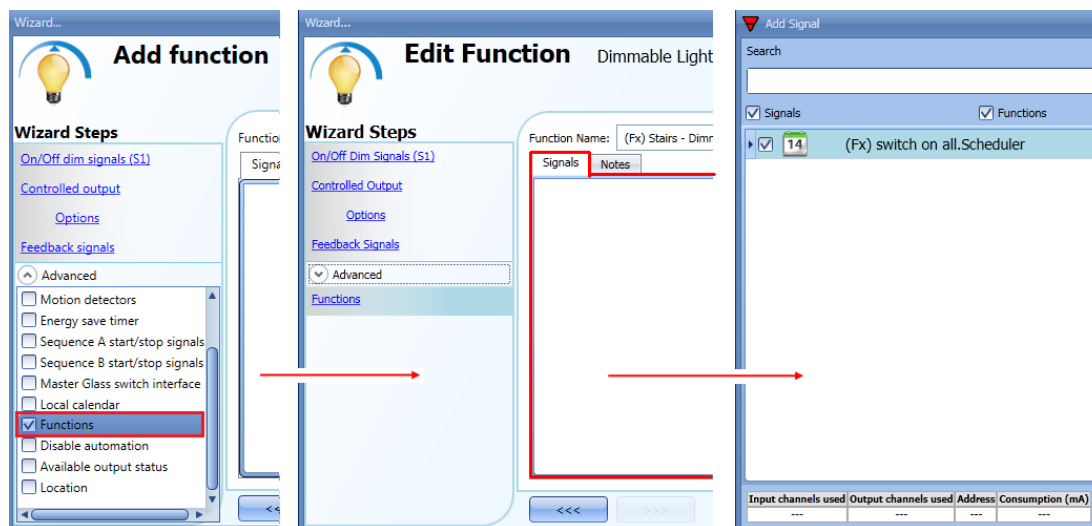 Wizard...
Add function
Wizard Steps
On/Off dim signals (S1)
Controlled output
Options
Feedback signals
Advanced
Motion detectors
Energy save timer
Sequence A start/stop signals
Sequence B start/stop signals
Master Glass switch interface
Local calendar
Functions
Disable automation
Available output status
Location
Wizard...
Edit Function Dimmable Light
Wizard Steps
On/Off Dim Signals (S1)
Controlled Output
Options
Feedback Signals
Advanced
Functions
Function Name: (Fx) Stairs - Dimm
Signals Notes
<<< >>>
Add Signal
Search
Signals Functions
14 (Fx) switch on all.Scheduler
Input channels used Output channels used Address Consumption (mA)
--- --- --- ---